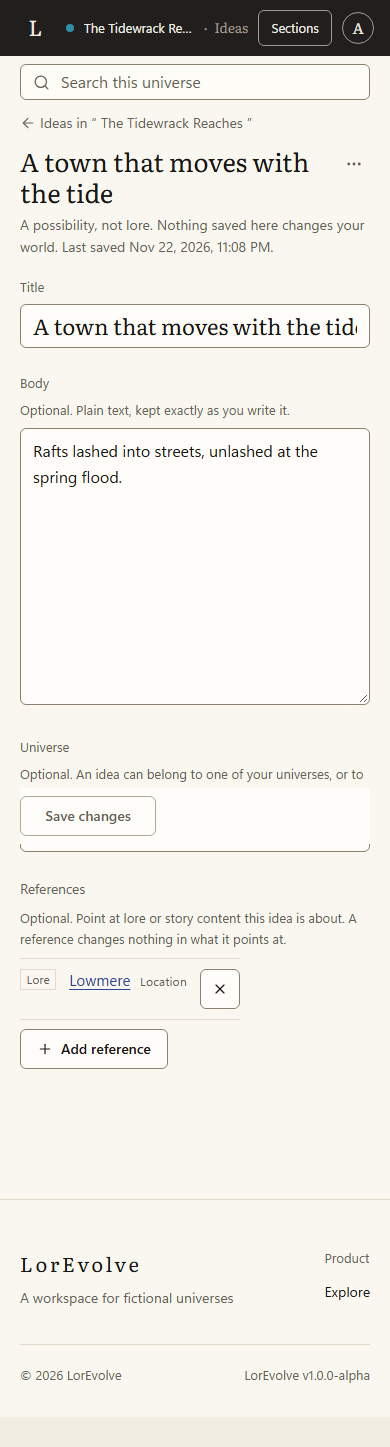 L The Tidewrack Re... · Ideas Sections A
Search this universe
← Ideas in “ The Tidewrack Reaches ”
A town that moves with
the tide
A possibility, not lore. Nothing saved here changes your
world. Last saved Nov 22, 2026, 11:08 PM.
Title
A town that moves with the tide
Body
Optional. Plain text, kept exactly as you write it.
Rafts lashed into streets, unlashed at the
spring flood.
Universe
Optional. An idea can belong to one of your universes, or to
Save changes
References
Optional. Point at lore or story content this idea is about. A
reference changes nothing in what it points at.
Lore Lowmere Location
Add reference
LorEvolve
A workspace for fictional universes
Product
Explore
© 2026 LorEvolve
LorEvolve v1.0.0-alpha